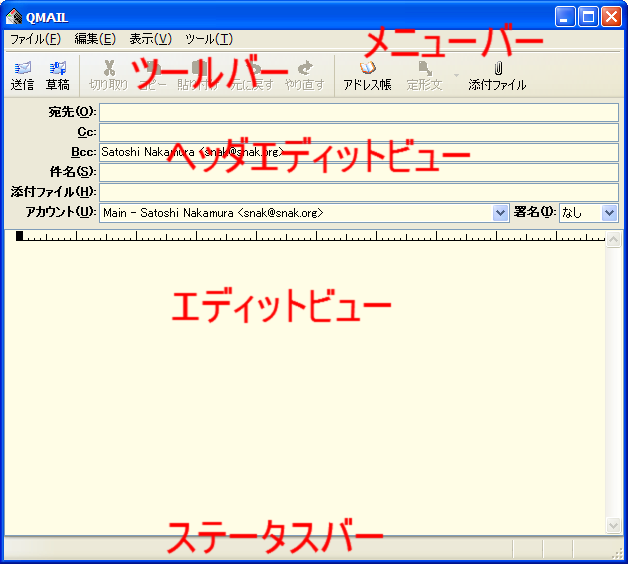 QMAIL
ファイル(F) 編集(E) 表示(V) ツール(T) メニューバー
ツールバー
送信 草稿 切り取り コピー 貼り付け 元に戻す やり直す アドレス帳 定形文 添付ファイル
宛先(O):
Cc:
Bcc: Satoshi Nakamura <snak@snak.org>
ヘッダエディットビュー
件名(S):
添付ファイル(H):
アカウント(U): Main - Satoshi Nakamura <snak@snak.org> 署名(I): なし
エディットビュー
ステータスバー